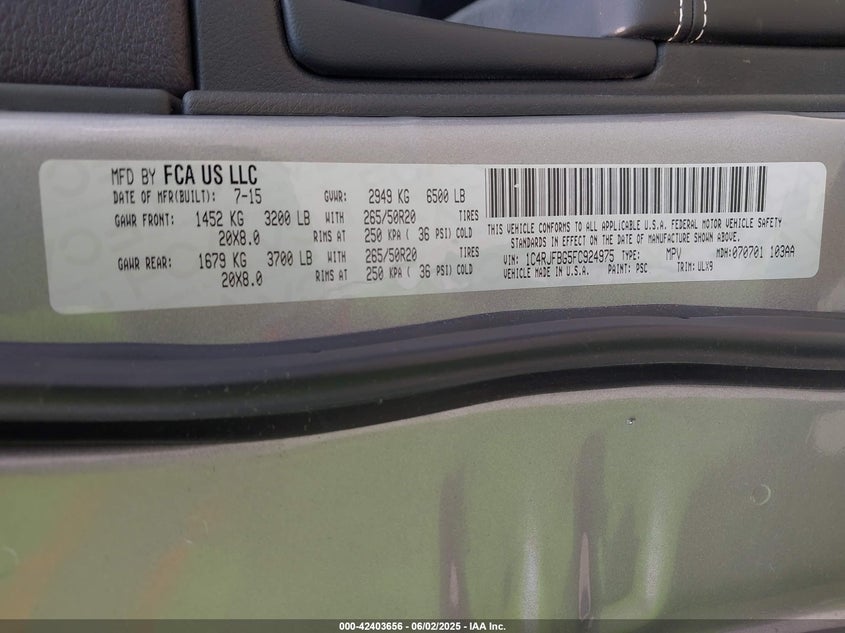 MFD BY FCA US LLC
DATE OF MFR(BUILT): 7-15 GVWR: 2949 KG 6500 LB
GAWR FRONT: 1452 KG 3200 LB WITH 265/50R20 TIRES
20X8.0 RIMS AT 250 KPA ( 36 PSI) COLD
GAWR REAR: 1679 KG 3700 LB WITH 265/50R20 TIRES
20X8.0 RIMS AT 250 KPA ( 36 PSI) COLD
THIS VEHICLE CONFORMS TO ALL APPLICABLE U.S.A. FEDERAL MOTOR VEHICLE SAFETY
STANDARDS IN EFFECT ON THE DATE OF MANUFACTURE SHOWN ABOVE.
VIN: 1C4RJFBG5FC924975 TYPE: MPV MDH:070701 103AA
VEHICLE MADE IN U.S.A. PAINT: PSC TRIM: ULX9
000-42403656 | 06/02/2025 - IAA Inc.